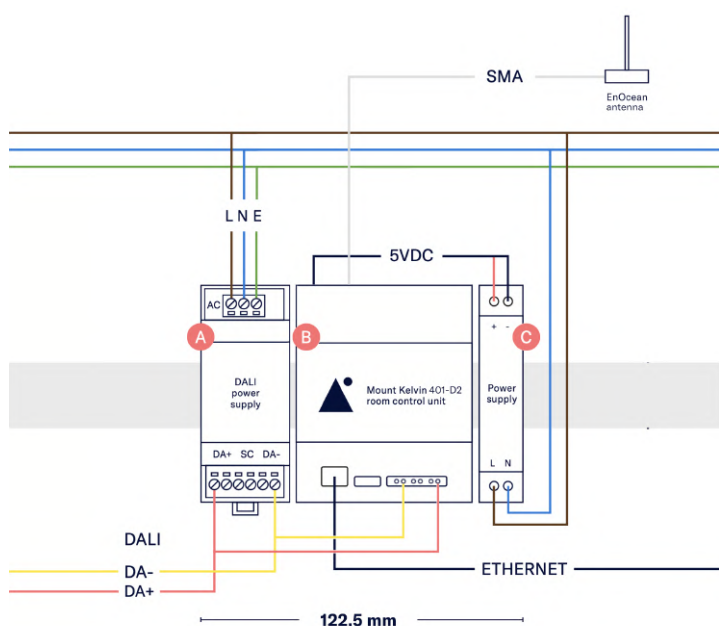 SMA
EnOcean
antenna
L N E
5VDC
AC
+ -
A
B
C
DALI
power
supply
Mount Kelvin 401-D2
room control unit
Power
supply
DA+ SC DA-
L N
DALI
DA-
DA+
ETHERNET
122.5 mm